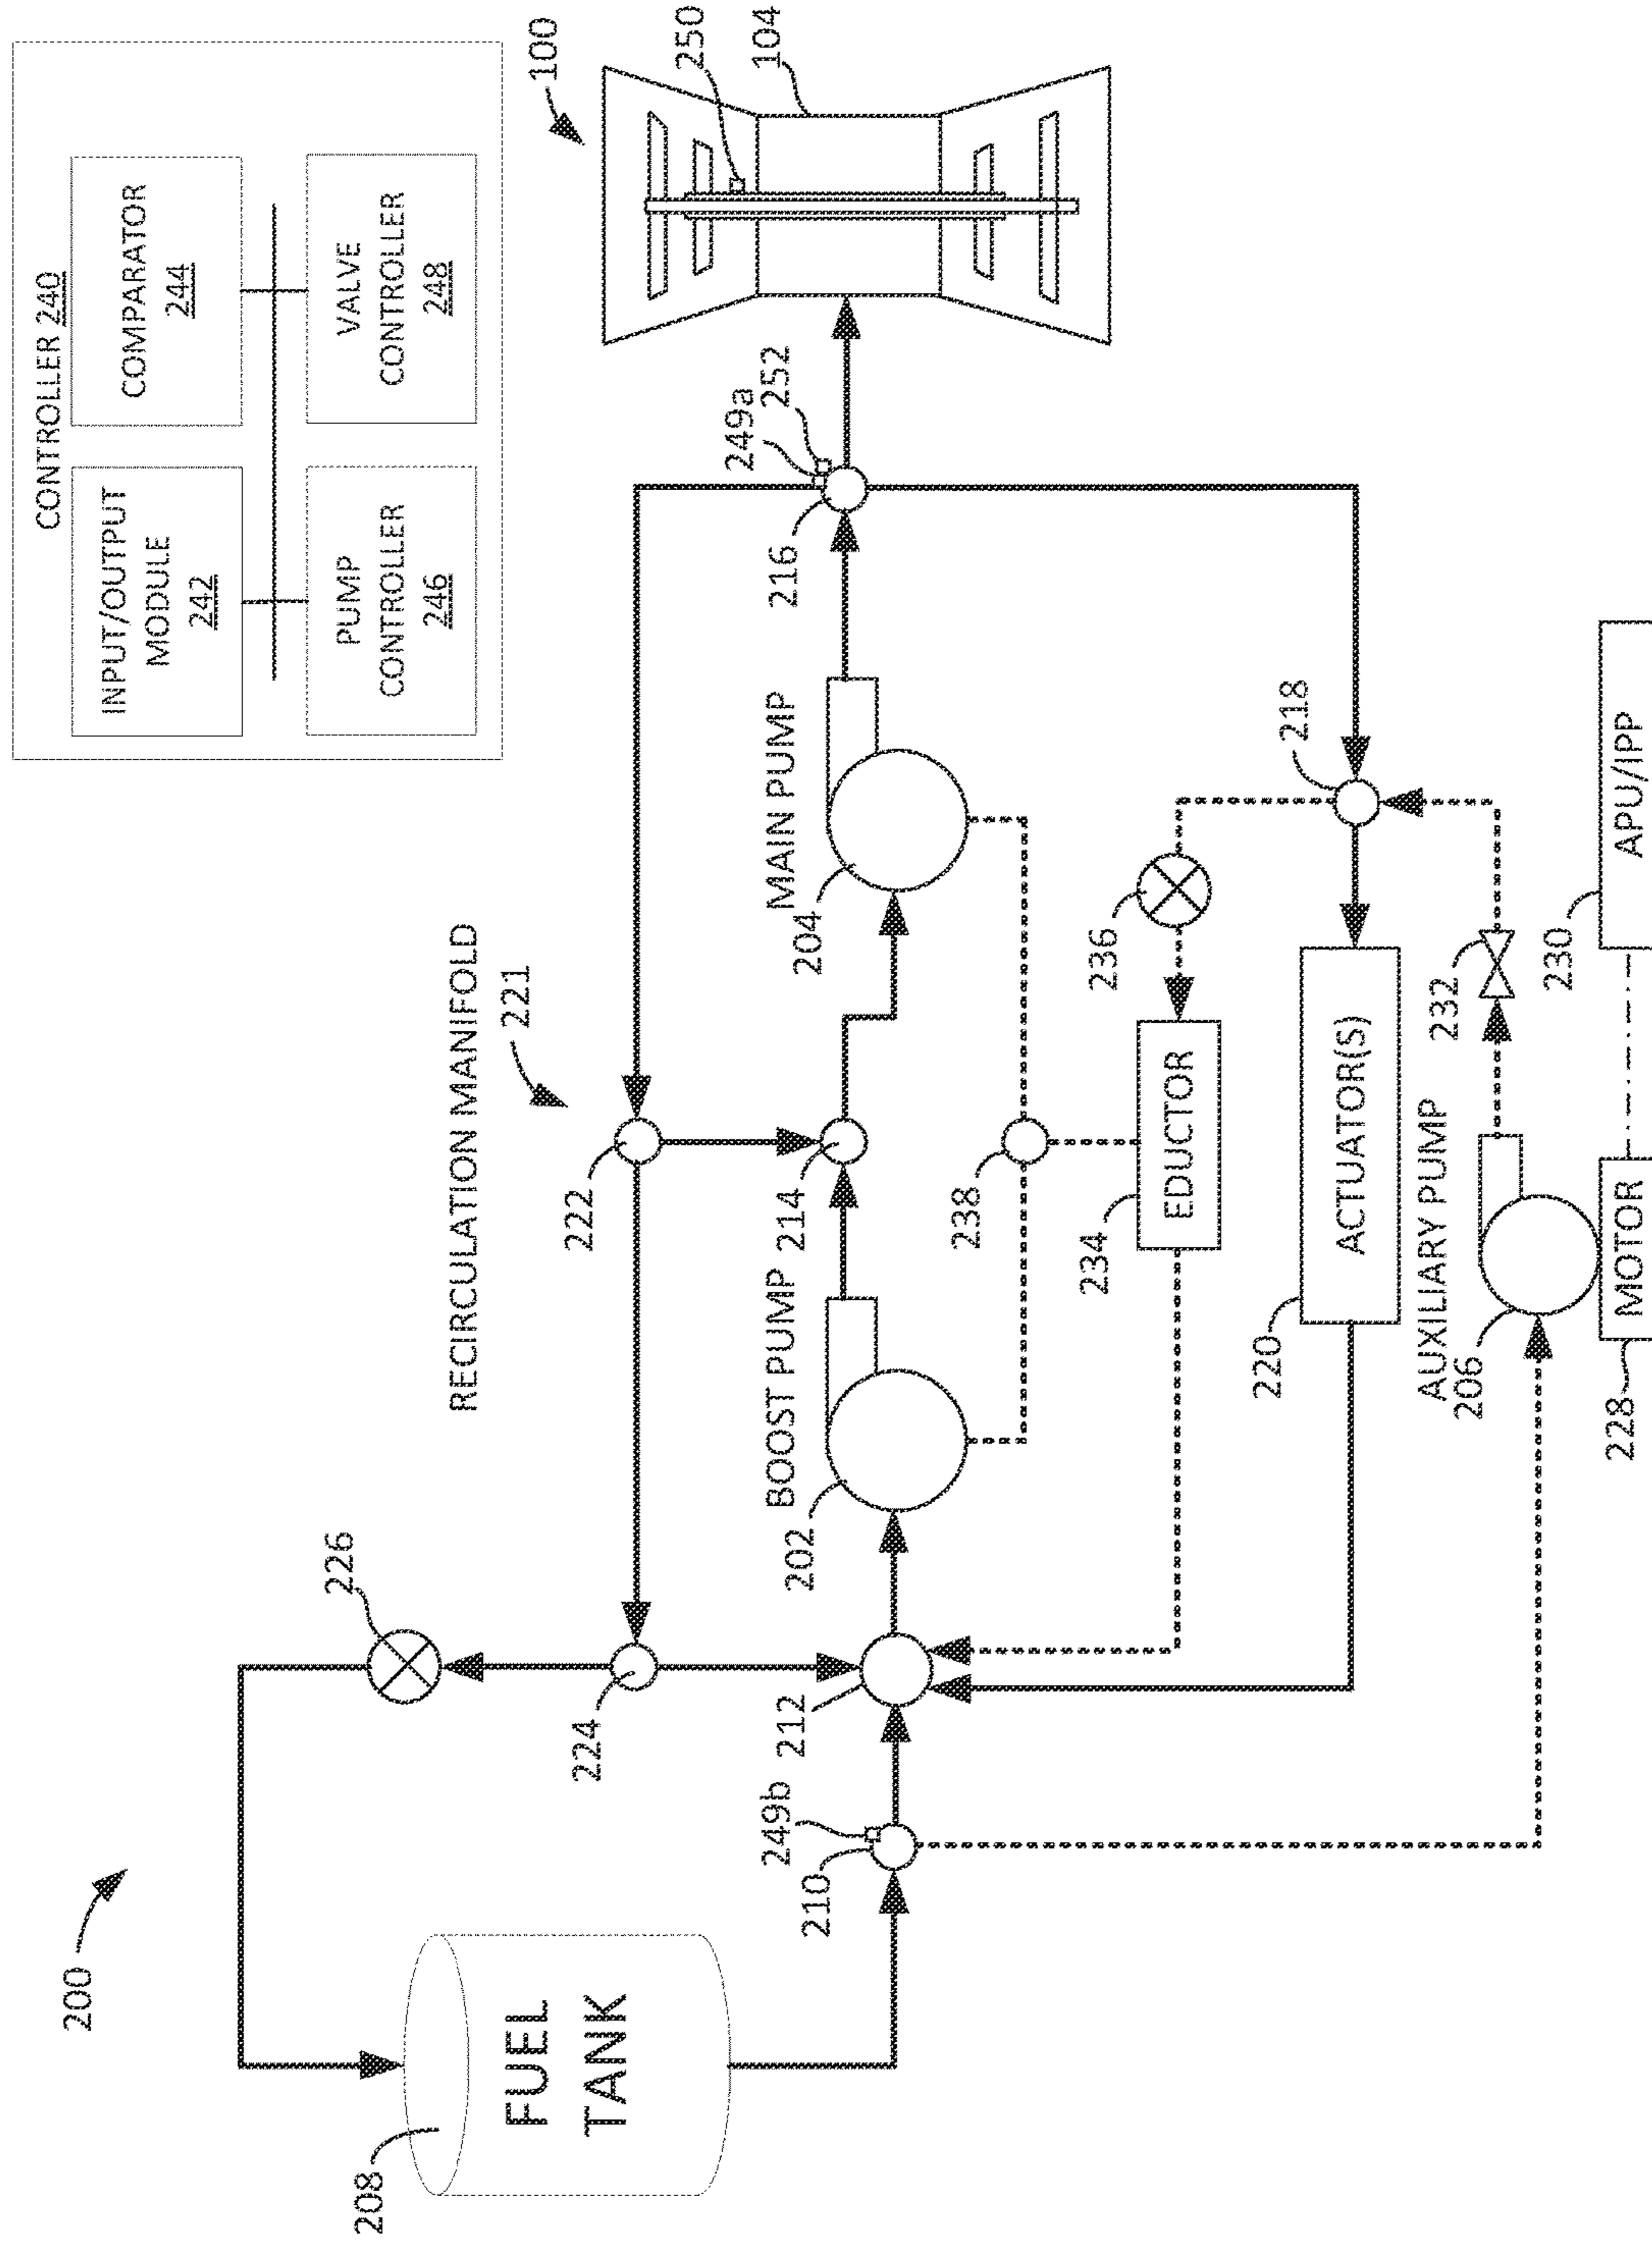 200
CONTROLLER 240
INPUT/OUTPUT
MODULE
242
COMPARATOR
244
PUMP
CONTROLLER
246
VALVE
CONTROLLER
248
226
RECIRCULATION MANIFOLD
221
100
250
104
208
FUEL
TANK
224
222
249a
252
216
249b
210
212
BOOST PUMP
202
214
MAIN PUMP
204
238
234
EDUCTOR
236
218
220
ACTUATOR(S)
AUXILIARY PUMP
206
232
228
MOTOR
230
APU/IPP